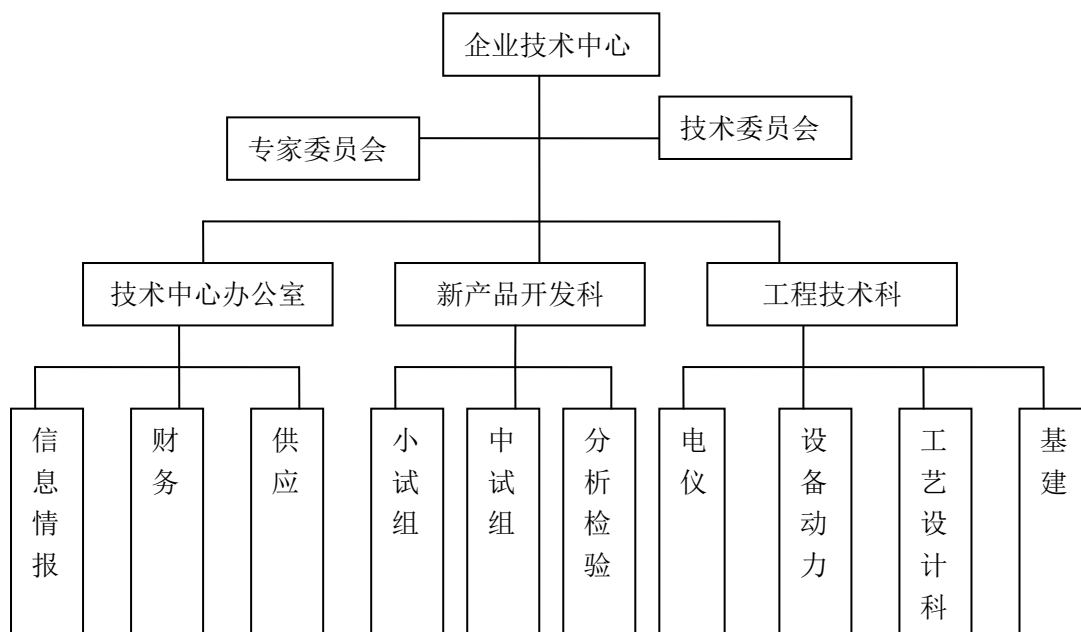 企业技术中心
专家委员会
技术委员会
技术中心办公室
新产品开发科
工程技术科
信息情报
财务
供应
小试组
中试组
分析检验
电仪
设备动力
工艺设计科
基建